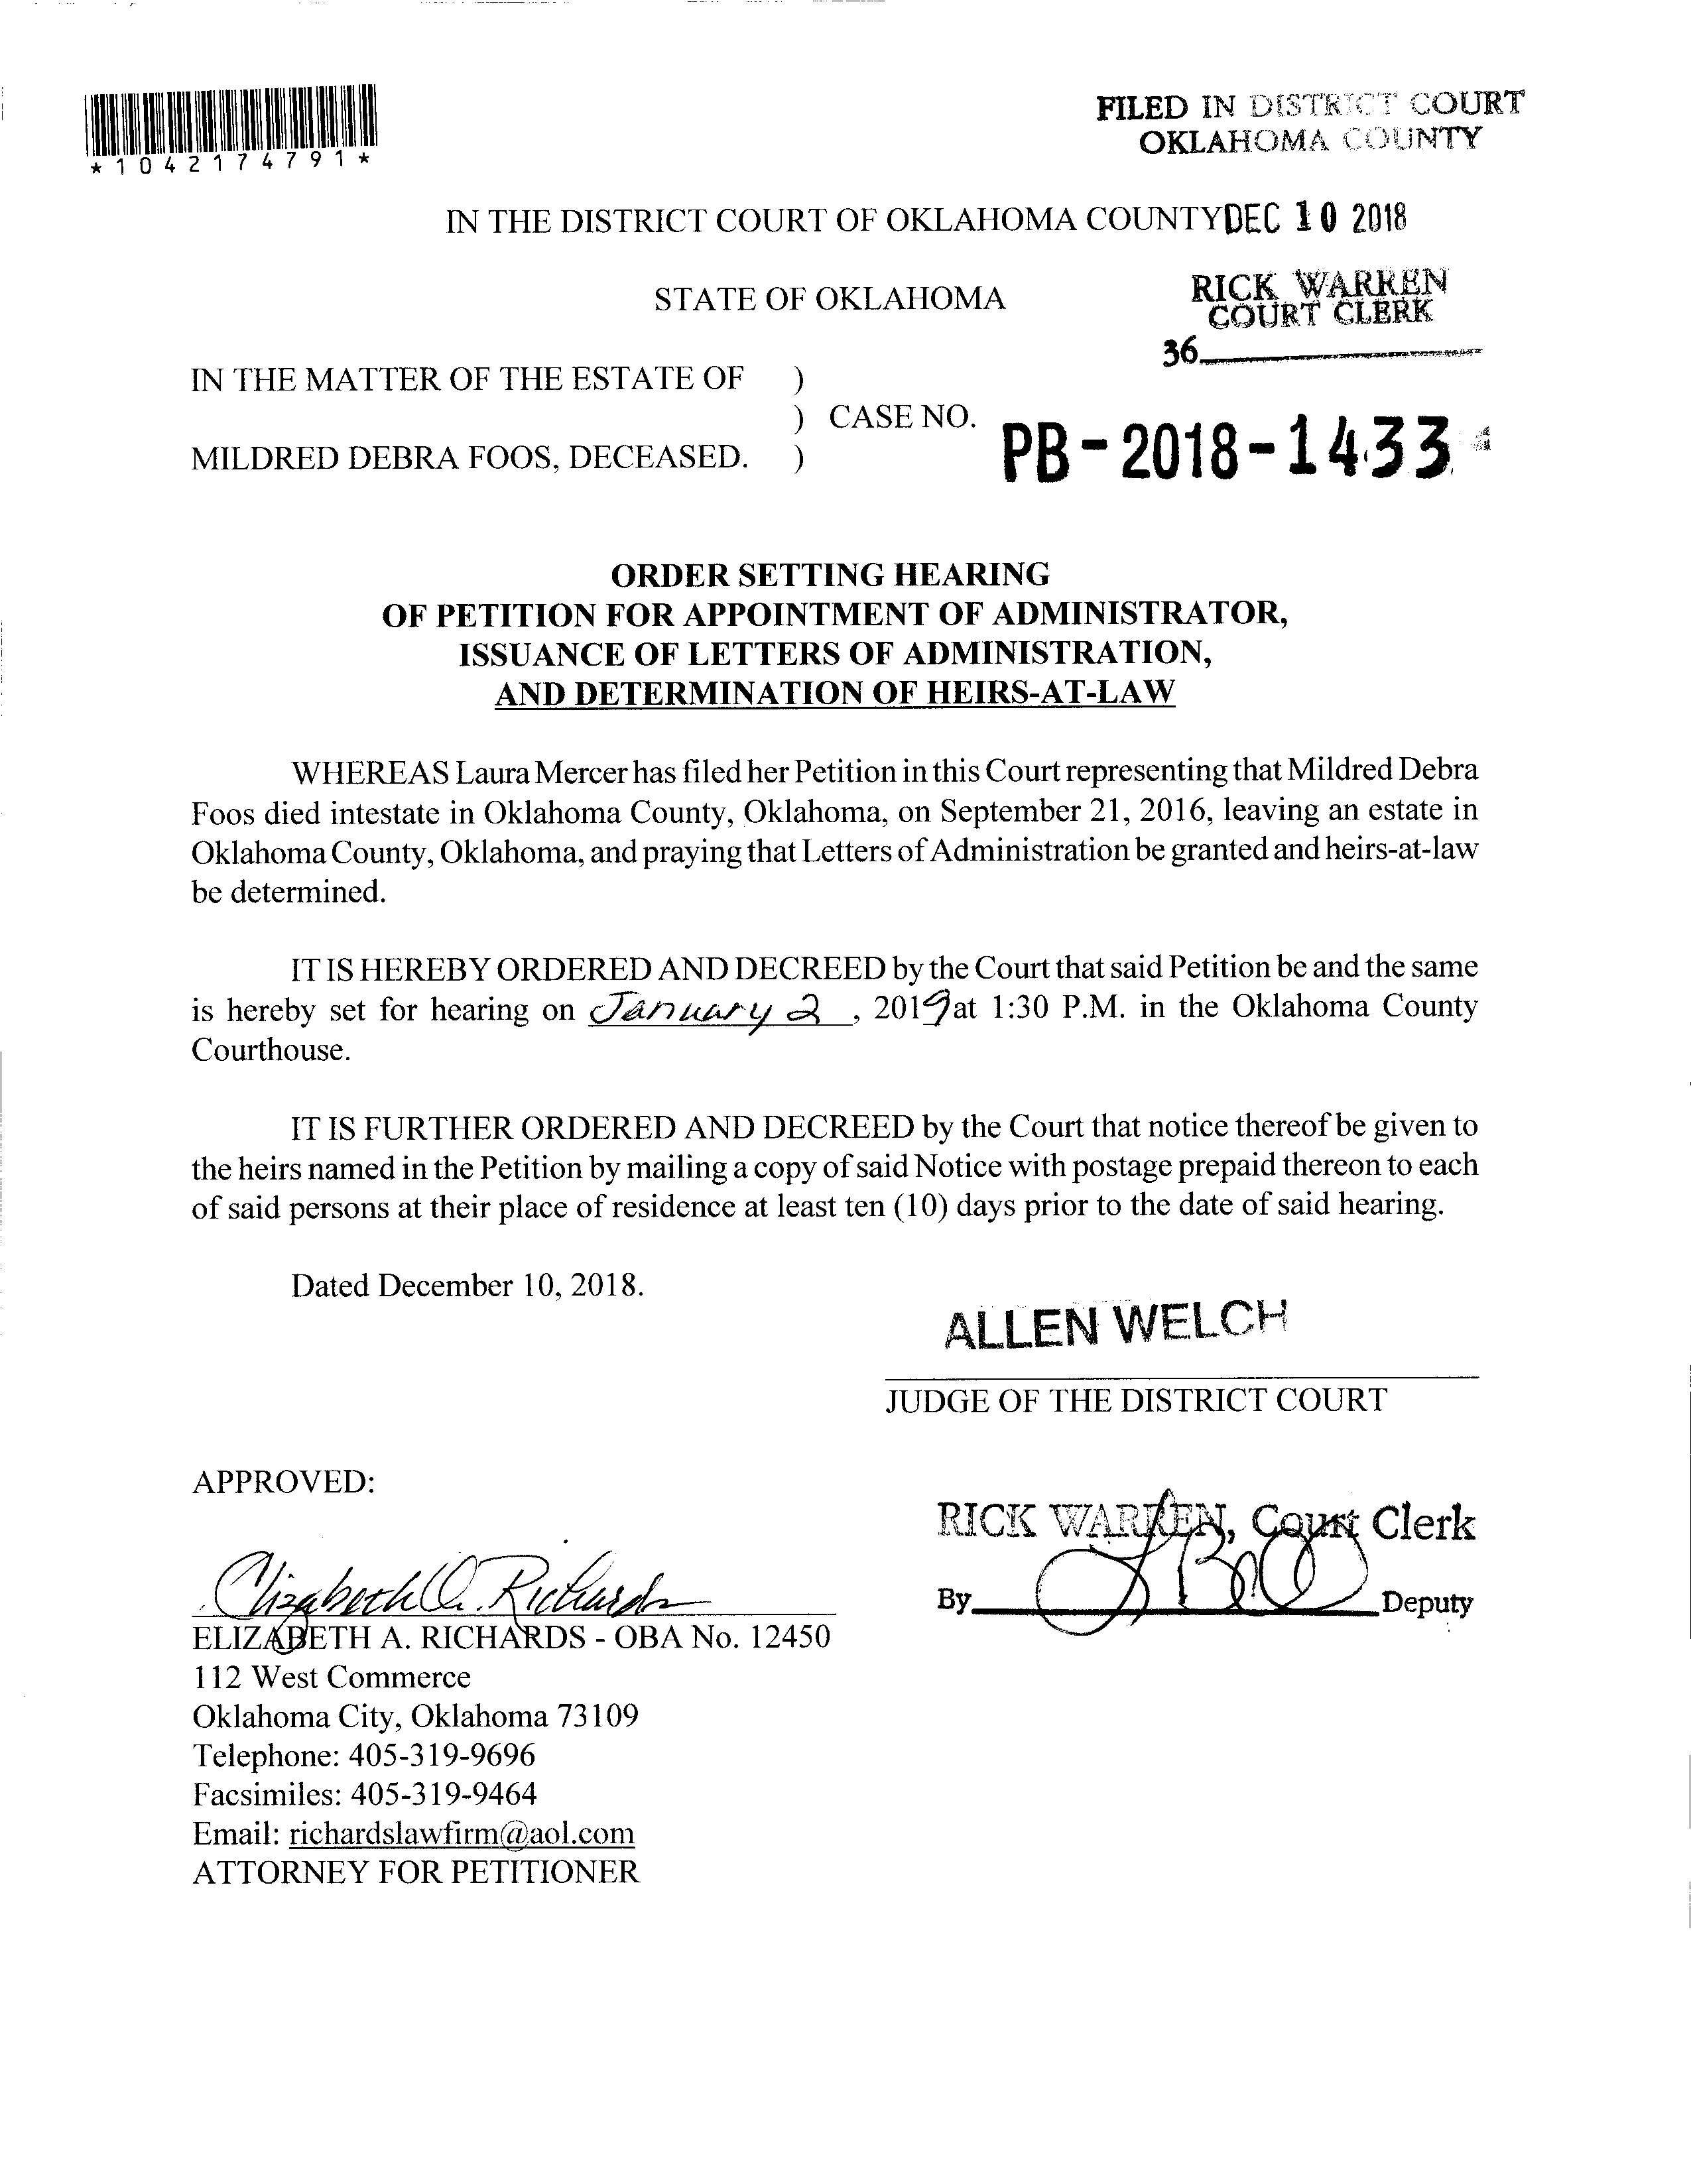 *1042174791*
FILED IN DISTRICT COURT
OKLAHOMA COUNTY
IN THE DISTRICT COURT OF OKLAHOMA COUNTY DEC 10 2018
STATE OF OKLAHOMA
RICK WARREN
COURT CLERK
36
IN THE MATTER OF THE ESTATE OF )
) CASE NO. PB-2018-1433
MILDRED DEBRA FOOS, DECEASED. )
ORDER SETTING HEARING
OF PETITION FOR APPOINTMENT OF ADMINISTRATOR,
ISSUANCE OF LETTERS OF ADMINISTRATION,
AND DETERMINATION OF HEIRS-AT-LAW
WHEREAS Laura Mercer has filed her Petition in this Court representing that Mildred Debra
Foos died intestate in Oklahoma County, Oklahoma, on September 21, 2016, leaving an estate in
Oklahoma County, Oklahoma, and praying that Letters of Administration be granted and heirs-at-law
be determined.
IT IS HEREBY ORDERED AND DECREED by the Court that said Petition be and the same
is hereby set for hearing on January 2, 2019 at 1:30 P.M. in the Oklahoma County
Courthouse.
IT IS FURTHER ORDERED AND DECREED by the Court that notice thereof be given to
the heirs named in the Petition by mailing a copy of said Notice with postage prepaid thereon to each
of said persons at their place of residence at least ten (10) days prior to the date of said hearing.
Dated December 10, 2018.
ALLEN WELCH
JUDGE OF THE DISTRICT COURT
APPROVED:
RICK WARREN, Court Clerk
By Deputy
Elizabeth A. Richards
ELIZABETH A. RICHARDS - OBA No. 12450
112 West Commerce
Oklahoma City, Oklahoma 73109
Telephone: 405-319-9696
Facsimiles: 405-319-9464
Email: richardslawfirm@aol.com
ATTORNEY FOR PETITIONER